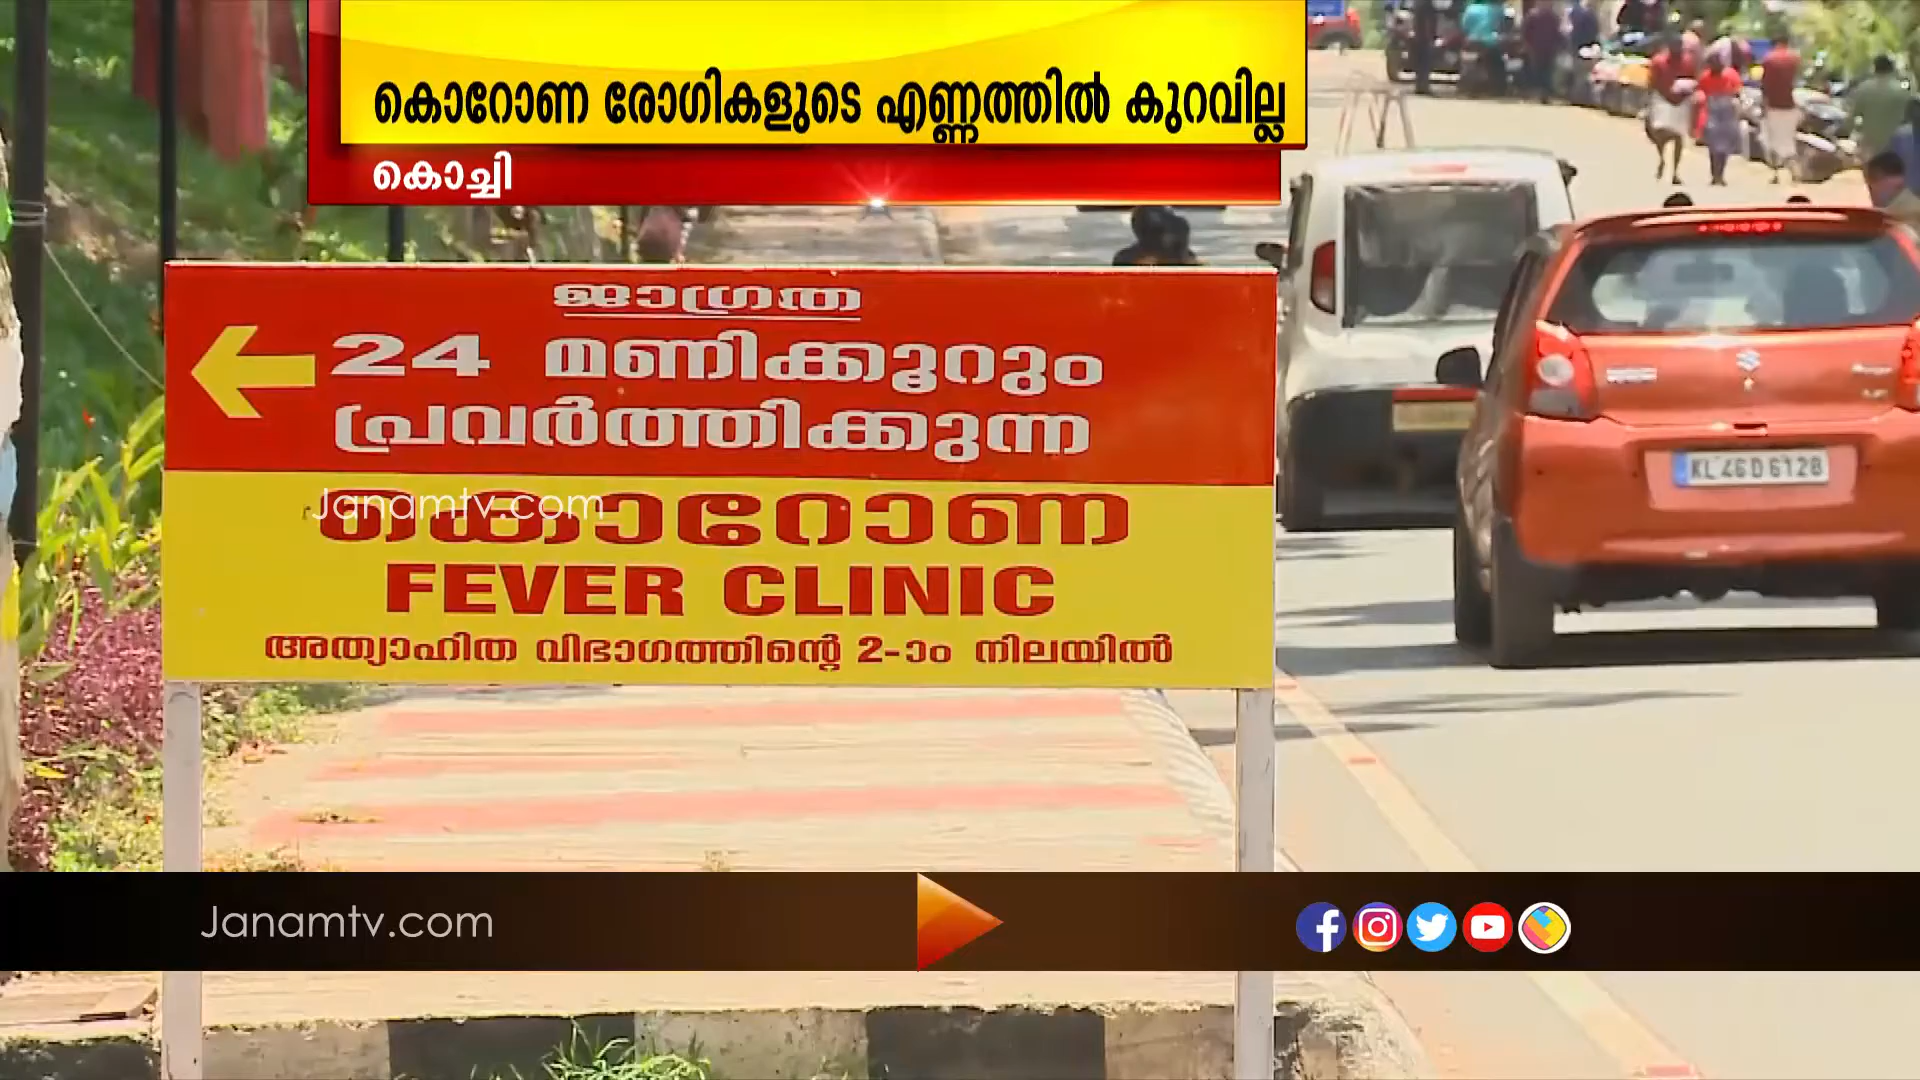 കൊറോണ രോഗികളുടെ എണ്ണത്തിൽ കുറവില്ല
കൊച്ചി
ജാഗ്രത
24 മണിക്കൂറും
പ്രവർത്തിക്കുന്ന
Janamtv.com
കൊറോണ
FEVER CLINIC
അത്യാഹിത വിഭാഗത്തിന്റെ 2-ാം നിലയിൽ
KL 46 D 6128
Janamtv.com